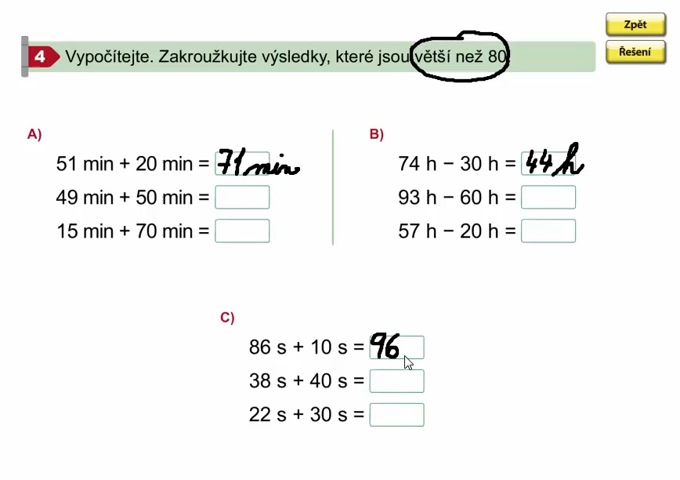 Zpět
4 Vypočítejte. Zakroužkujte výsledky, které jsou větší než 80.
Řešení
A)
51 min + 20 min = 71 min
49 min + 50 min =
15 min + 70 min =
B)
74 h − 30 h = 44 h
93 h − 60 h =
57 h − 20 h =
C)
86 s + 10 s = 96
38 s + 40 s =
22 s + 30 s =